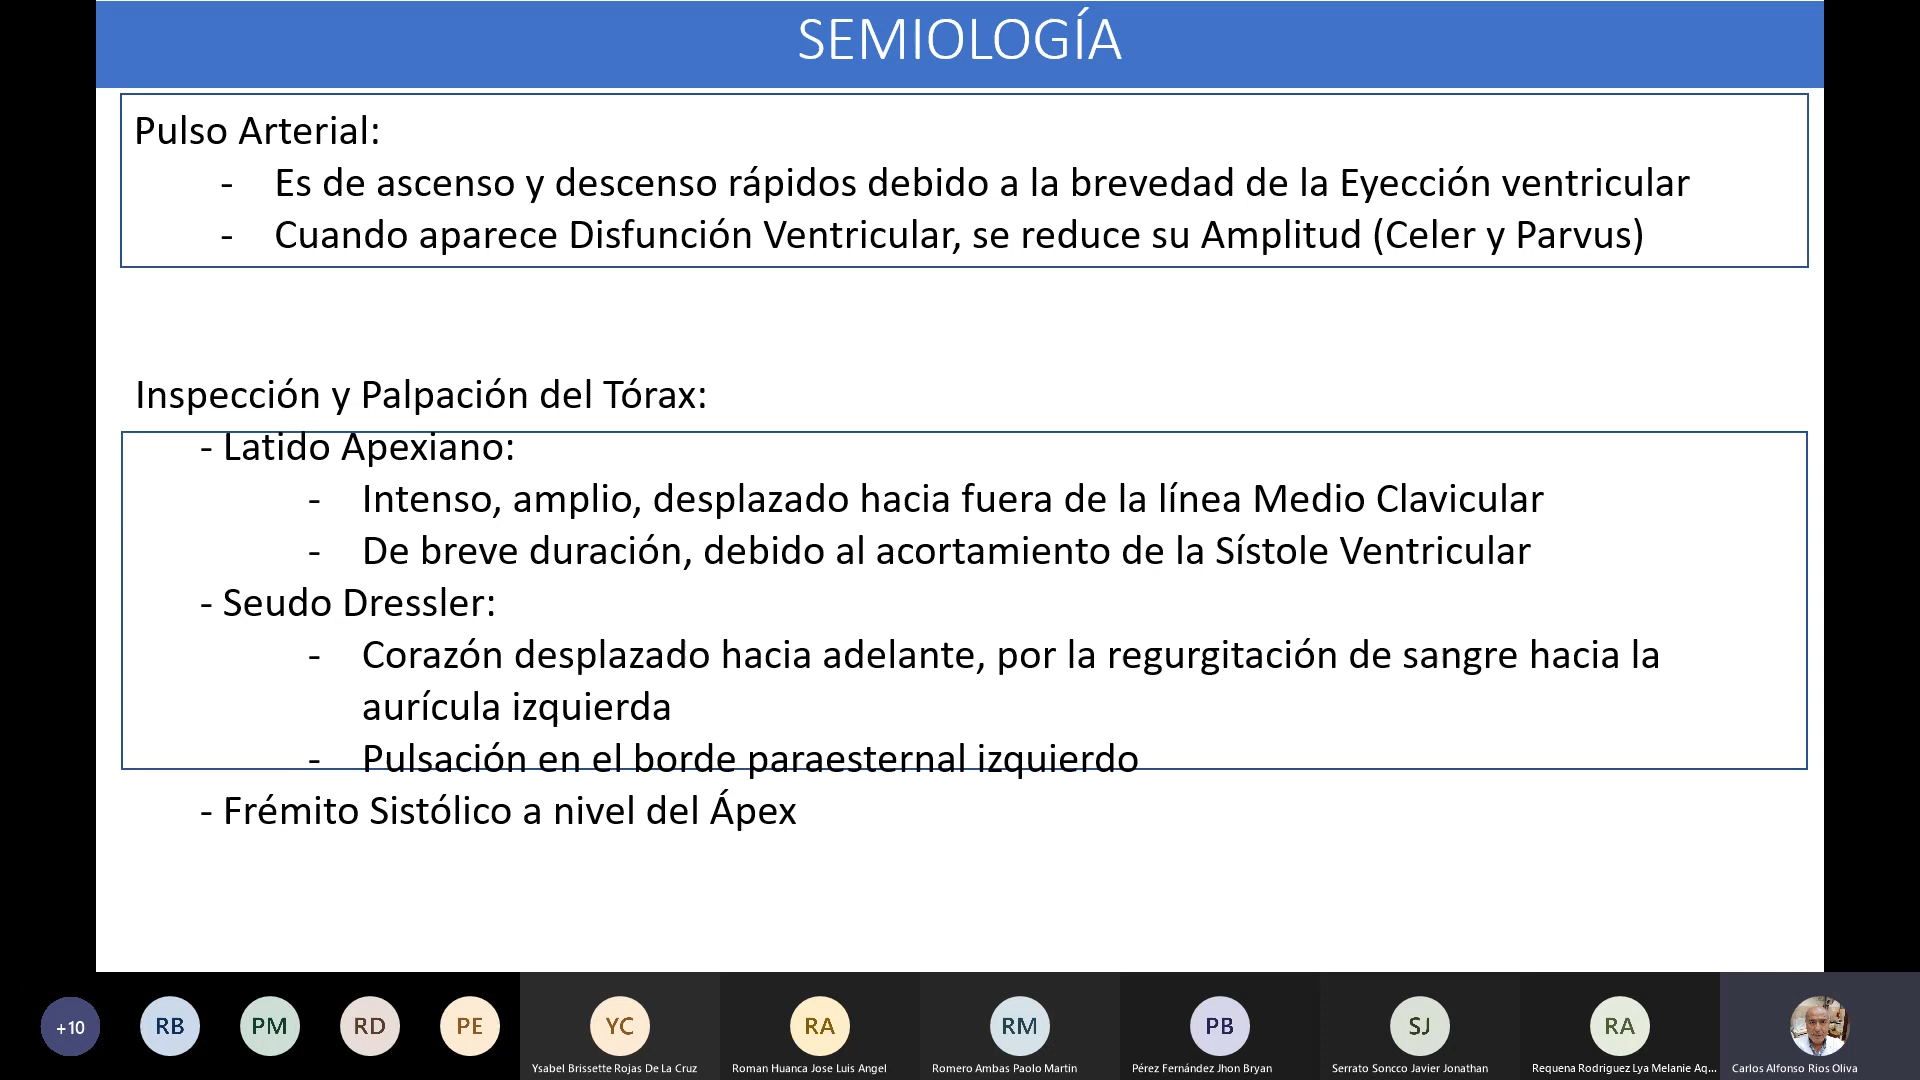 SEMIOLOGÍA
Pulso Arterial:
- Es de ascenso y descenso rápidos debido a la brevedad de la Eyección ventricular
- Cuando aparece Disfunción Ventricular, se reduce su Amplitud (Celer y Parvus)
Inspección y Palpación del Tórax:
- Latido Apexiano:
- Intenso, amplio, desplazado hacia fuera de la línea Medio Clavicular
- De breve duración, debido al acortamiento de la Sístole Ventricular
- Seudo Dressler:
- Corazón desplazado hacia adelante, por la regurgitación de sangre hacia la
aurícula izquierda
- Pulsación en el borde paraesternal izquierdo
- Frémito Sistólico a nivel del Ápex
+10 RB PM RD PE YC RA RM PB SJ RA
Ysabel Brissette Rojas De La Cruz Roman Huanca Jose Luis Angel Romero Ambas Paolo Martin Pérez Fernández Jhon Bryan Serrato Soncco Javier Jonathan Requena Rodriguez Lya Melanie Aq... Carlos Alfonso Rios Oliva